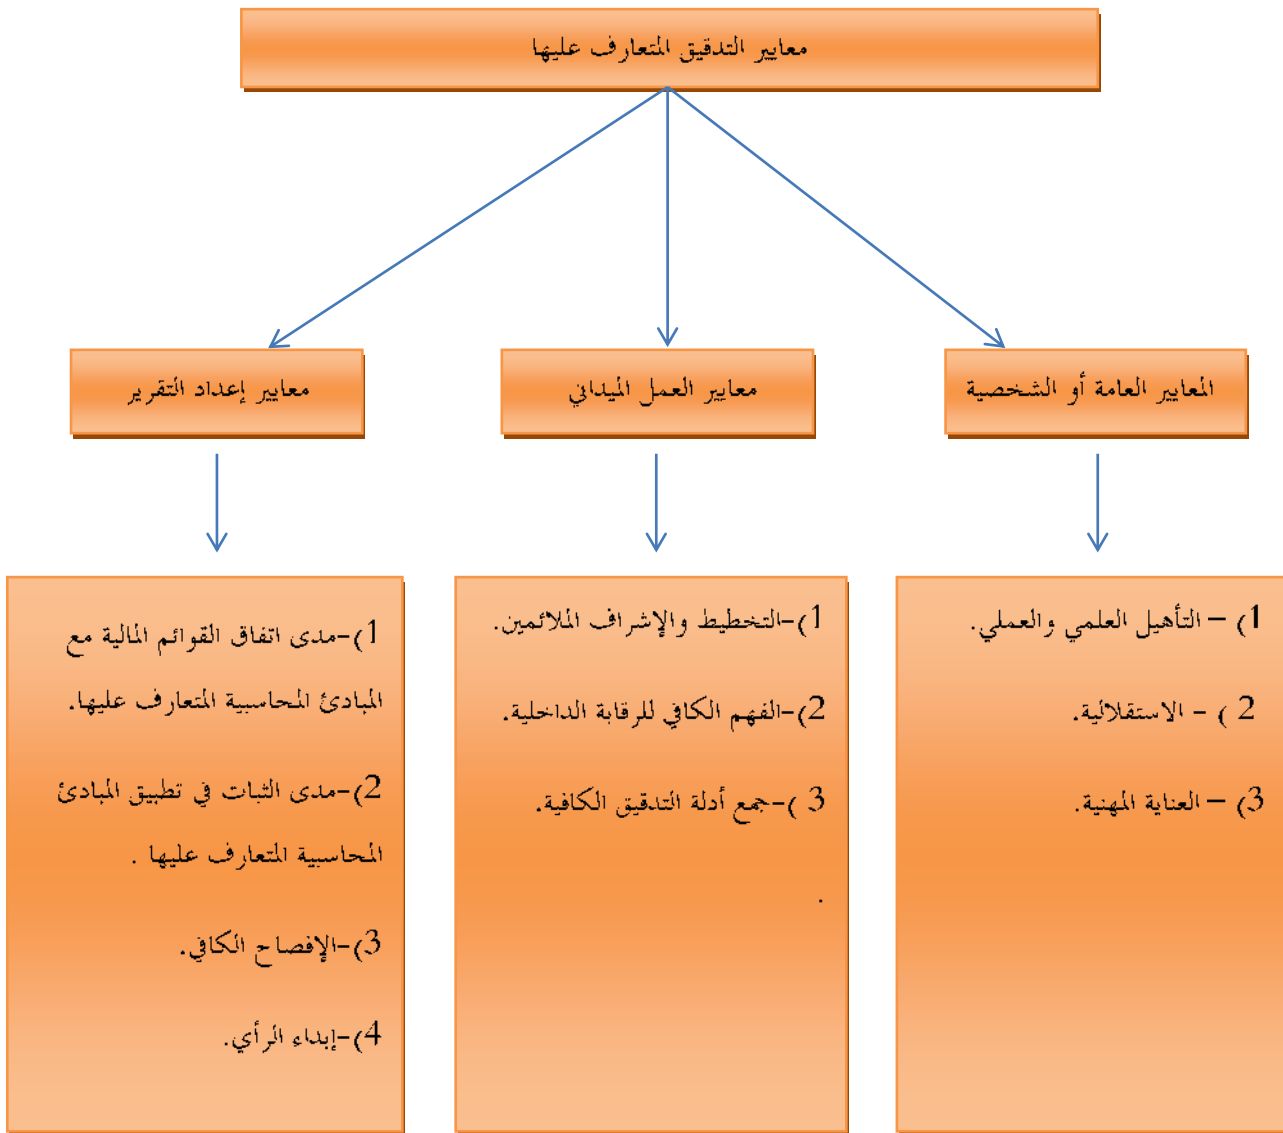 معايير التدقيق المتعارف عليها
المعايير العامة أو الشخصية
معايير العمل الميداني
معايير إعداد التقرير
1) – التأهيل العلمي والعملي.
2 ) - الاستقلالية.
3) – العناية المهنية.
1)-التخطيط والإشراف الملائمين.
2)-الفهم الكافي للرقابة الداخلية.
3 )-جمع أدلة التدقيق الكافية.
.
1)-مدى اتفاق القوائم المالية مع
المبادئ المحاسبية المتعارف عليها.
2)-مدى الثبات في تطبيق المبادئ
المحاسبية المتعارف عليها .
3)-الإفصاح الكافي.
4)-إبداء الرأي.